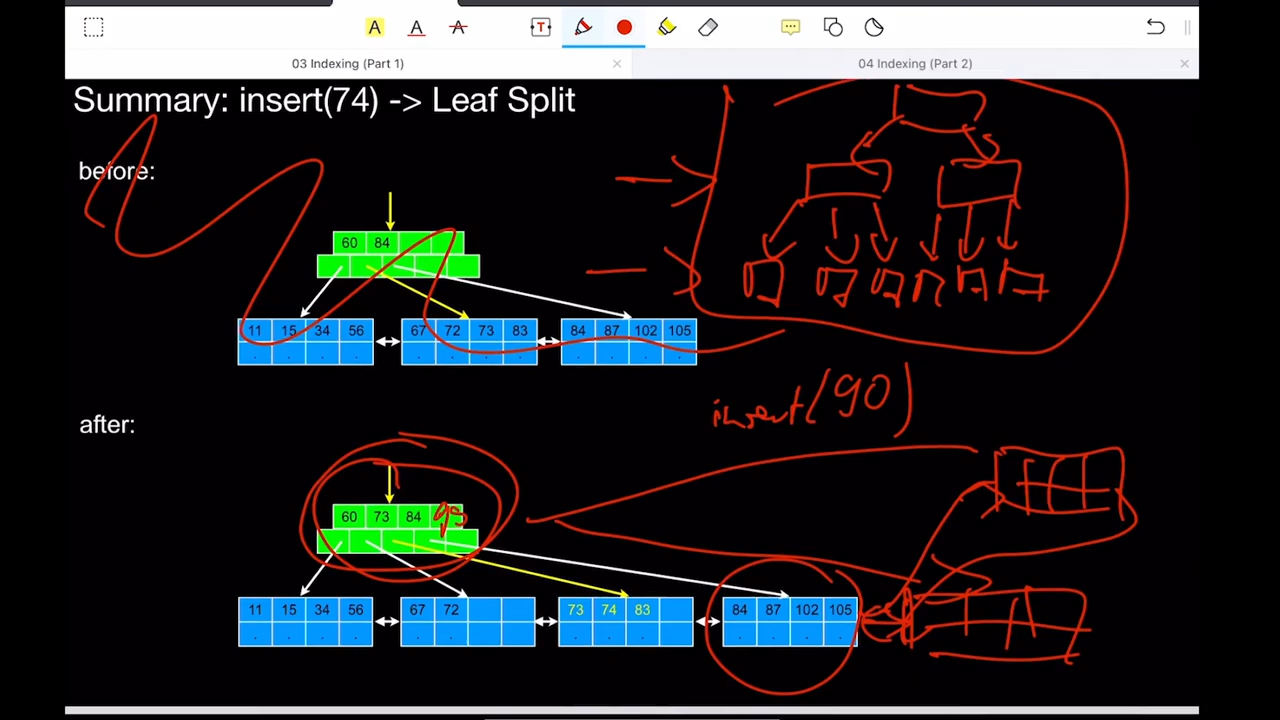 A A A T
03 Indexing (Part 1) × 04 Indexing (Part 2) ×
Summary: insert(74) -> Leaf Split
before:
60 84
11 15 34 56 67 72 73 83 84 87 102 105
insert(90)
after:
60 73 84
11 15 34 56 67 72 73 74 83 84 87 102 105